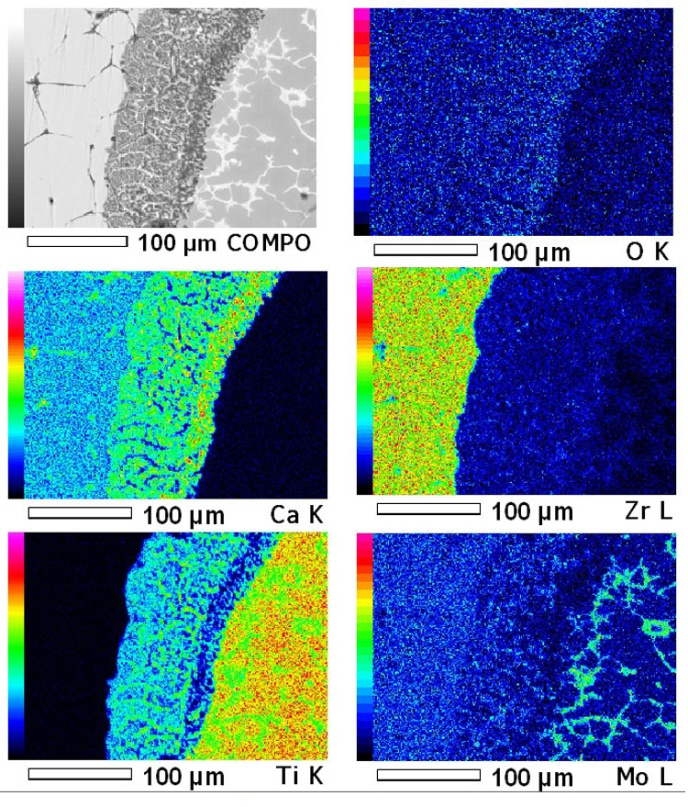 100 μm COMPO
100 μm O K
100 μm Ca K
100 μm Zr L
100 μm Ti K
100 μm Mo L